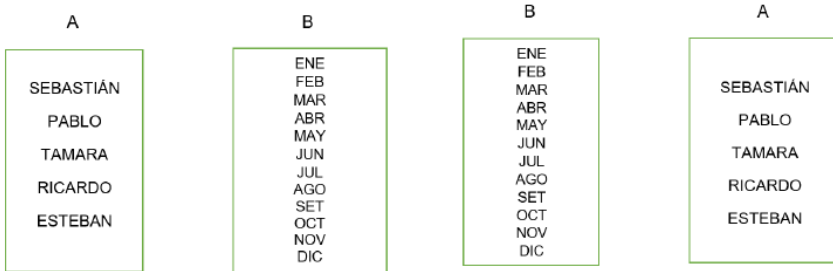 A
SEBASTIÁN
PABLO
TAMARA
RICARDO
ESTEBAN
B
ENE
FEB
MAR
ABR
MAY
JUN
JUL
AGO
SET
OCT
NOV
DIC
B
ENE
FEB
MAR
ABR
MAY
JUN
JUL
AGO
SET
OCT
NOV
DIC
A
SEBASTIÁN
PABLO
TAMARA
RICARDO
ESTEBAN